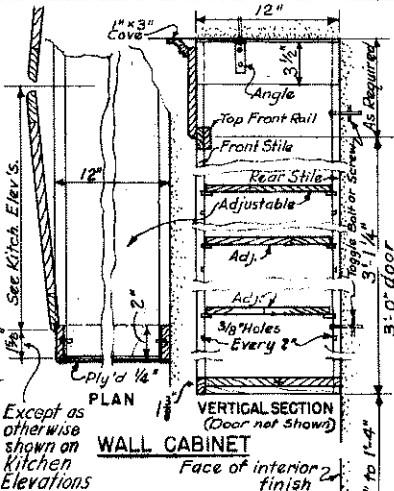 1" x 3"
Cove
12"
3 1/2"
Angle
As Required
Top Front Rail
Front Stile
12"
Rear Stile
Adjustable
See Kitch. Elev's.
Adj.
Toggle Bolt or Screw
3'-1/4"
3'-0" door
Adj.
2"
3/8" Holes
Every 2"
1 5/8"
Ply'd 1/4"
PLAN
VERTICAL SECTION
(Door not shown)
Except as
otherwise
shown on
Kitchen
Elevations
WALL CABINET
Face of interior
finish
" to 1'-4"